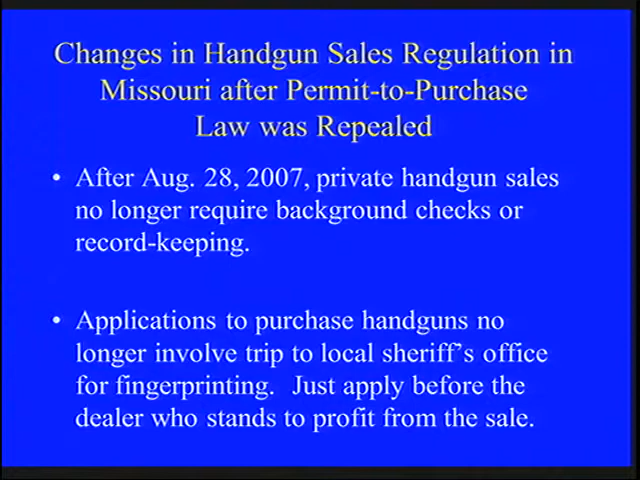 Changes in Handgun Sales Regulation in
Missouri after Permit-to-Purchase
Law was Repealed
• After Aug. 28, 2007, private handgun sales
no longer require background checks or
record-keeping.
• Applications to purchase handguns no
longer involve trip to local sheriff's office
for fingerprinting.  Just apply before the
dealer who stands to profit from the sale.